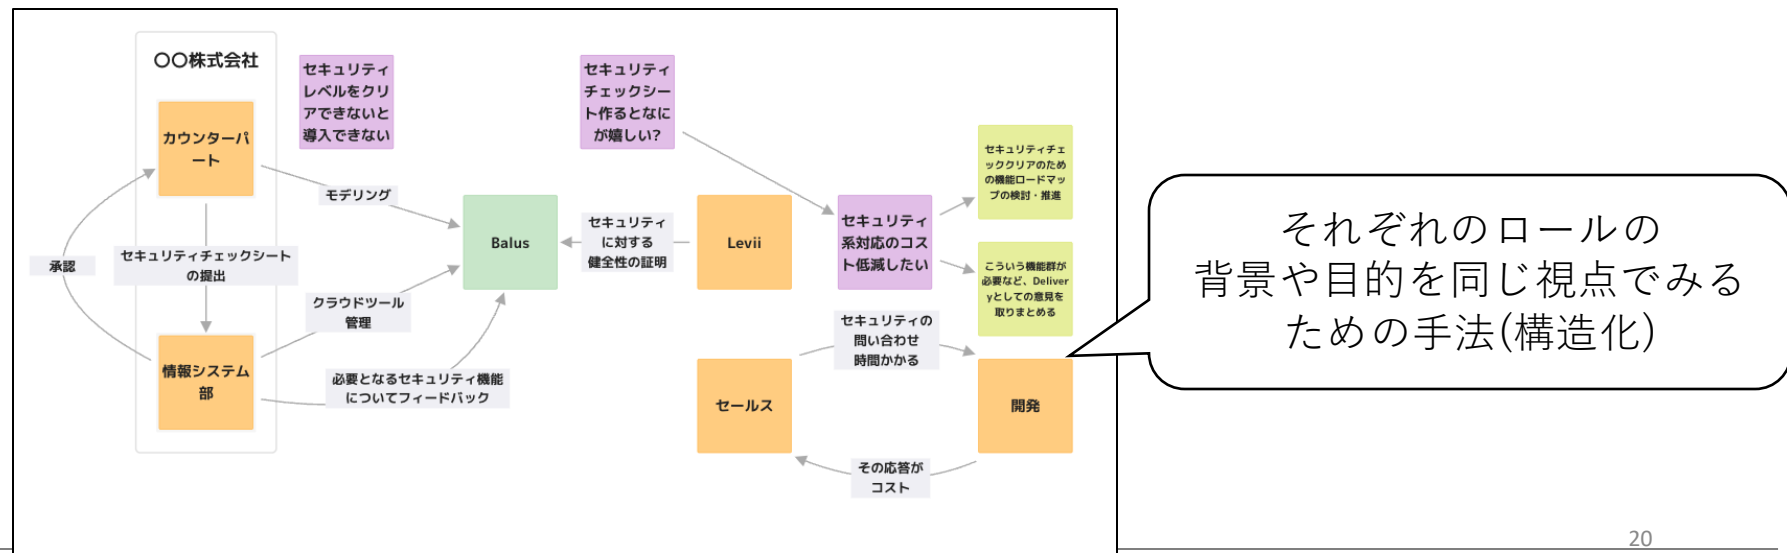 〇〇株式会社
カウンターパ
ート
セキュリティ
レベルをクリ
アできないと
導入できない
モデリング
承認
セキュリティチェックシート
の提出
クラウドツール
管理
情報システム
部
必要となるセキュリティ機能
についてフィードバック
Balus
セキュリティ
に対する
健全性の証明
Levii
セキュリティ
チェックシー
ト作るとなに
が嬉しい?
セキュリティ
系対応のコス
ト低減したい
セキュリティチェ
ッククリアのため
の機能ロードマッ
プの検討・推進
こういう機能群が
必要など、Deliver
yとしての意見を
取りまとめる
セキュリティの
問い合わせ
時間かかる
セールス
開発
その応答が
コスト
それぞれのロールの
背景や目的を同じ視点でみる
ための手法(構造化)
20